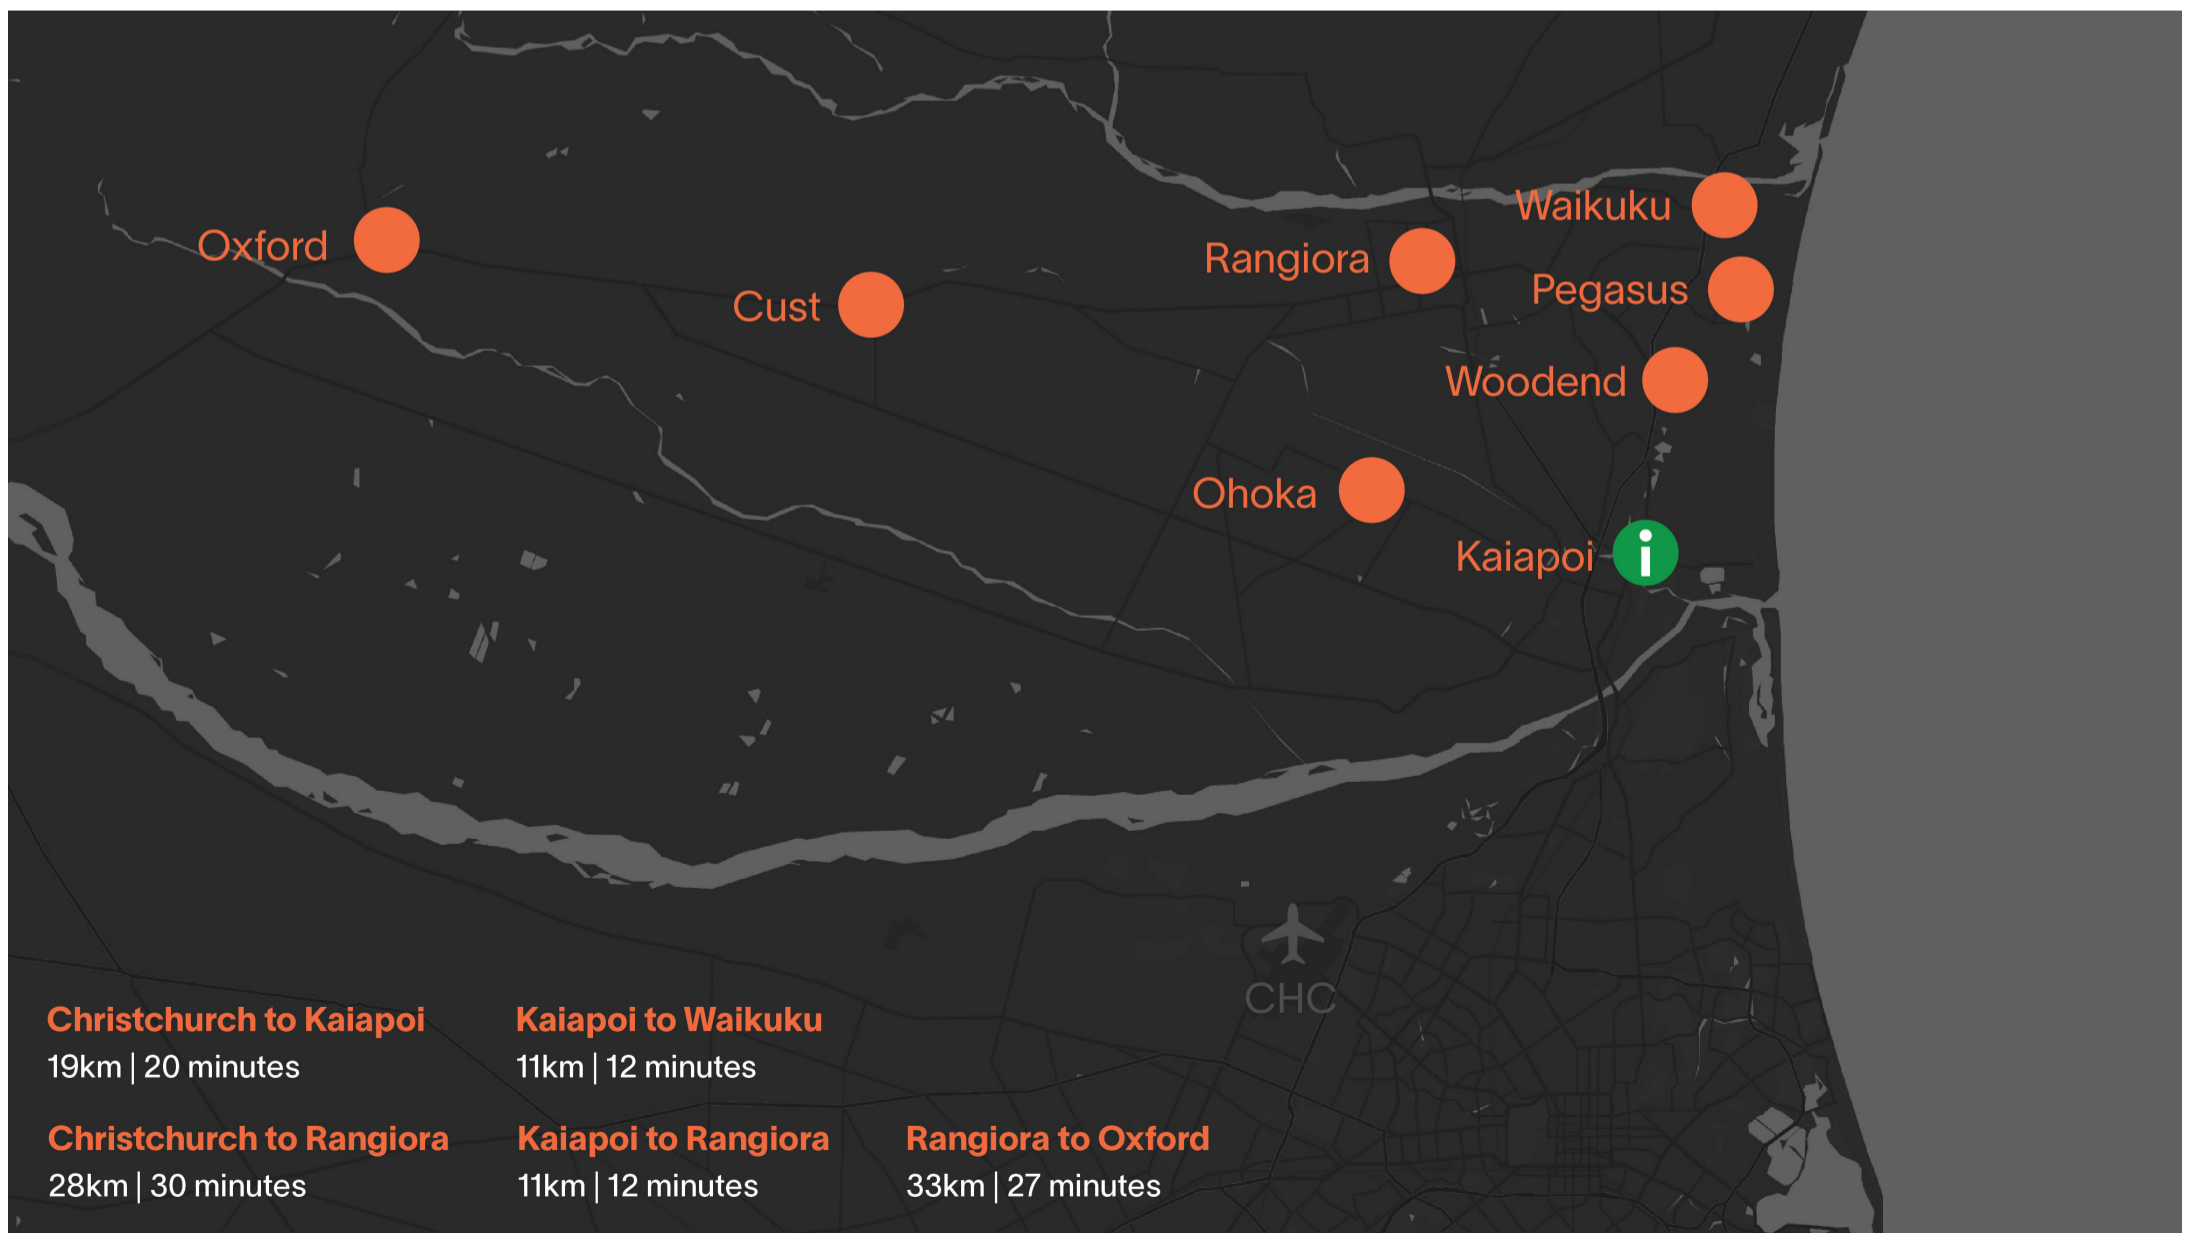 Waikuku
Oxford
Rangiora
Pegasus
Cust
Woodend
Ohoka
Kaiapoi
i
CHC
Christchurch to Kaiapoi
19km | 20 minutes
Kaiapoi to Waikuku
11km | 12 minutes
Christchurch to Rangiora
28km | 30 minutes
Kaiapoi to Rangiora
11km | 12 minutes
Rangiora to Oxford
33km | 27 minutes